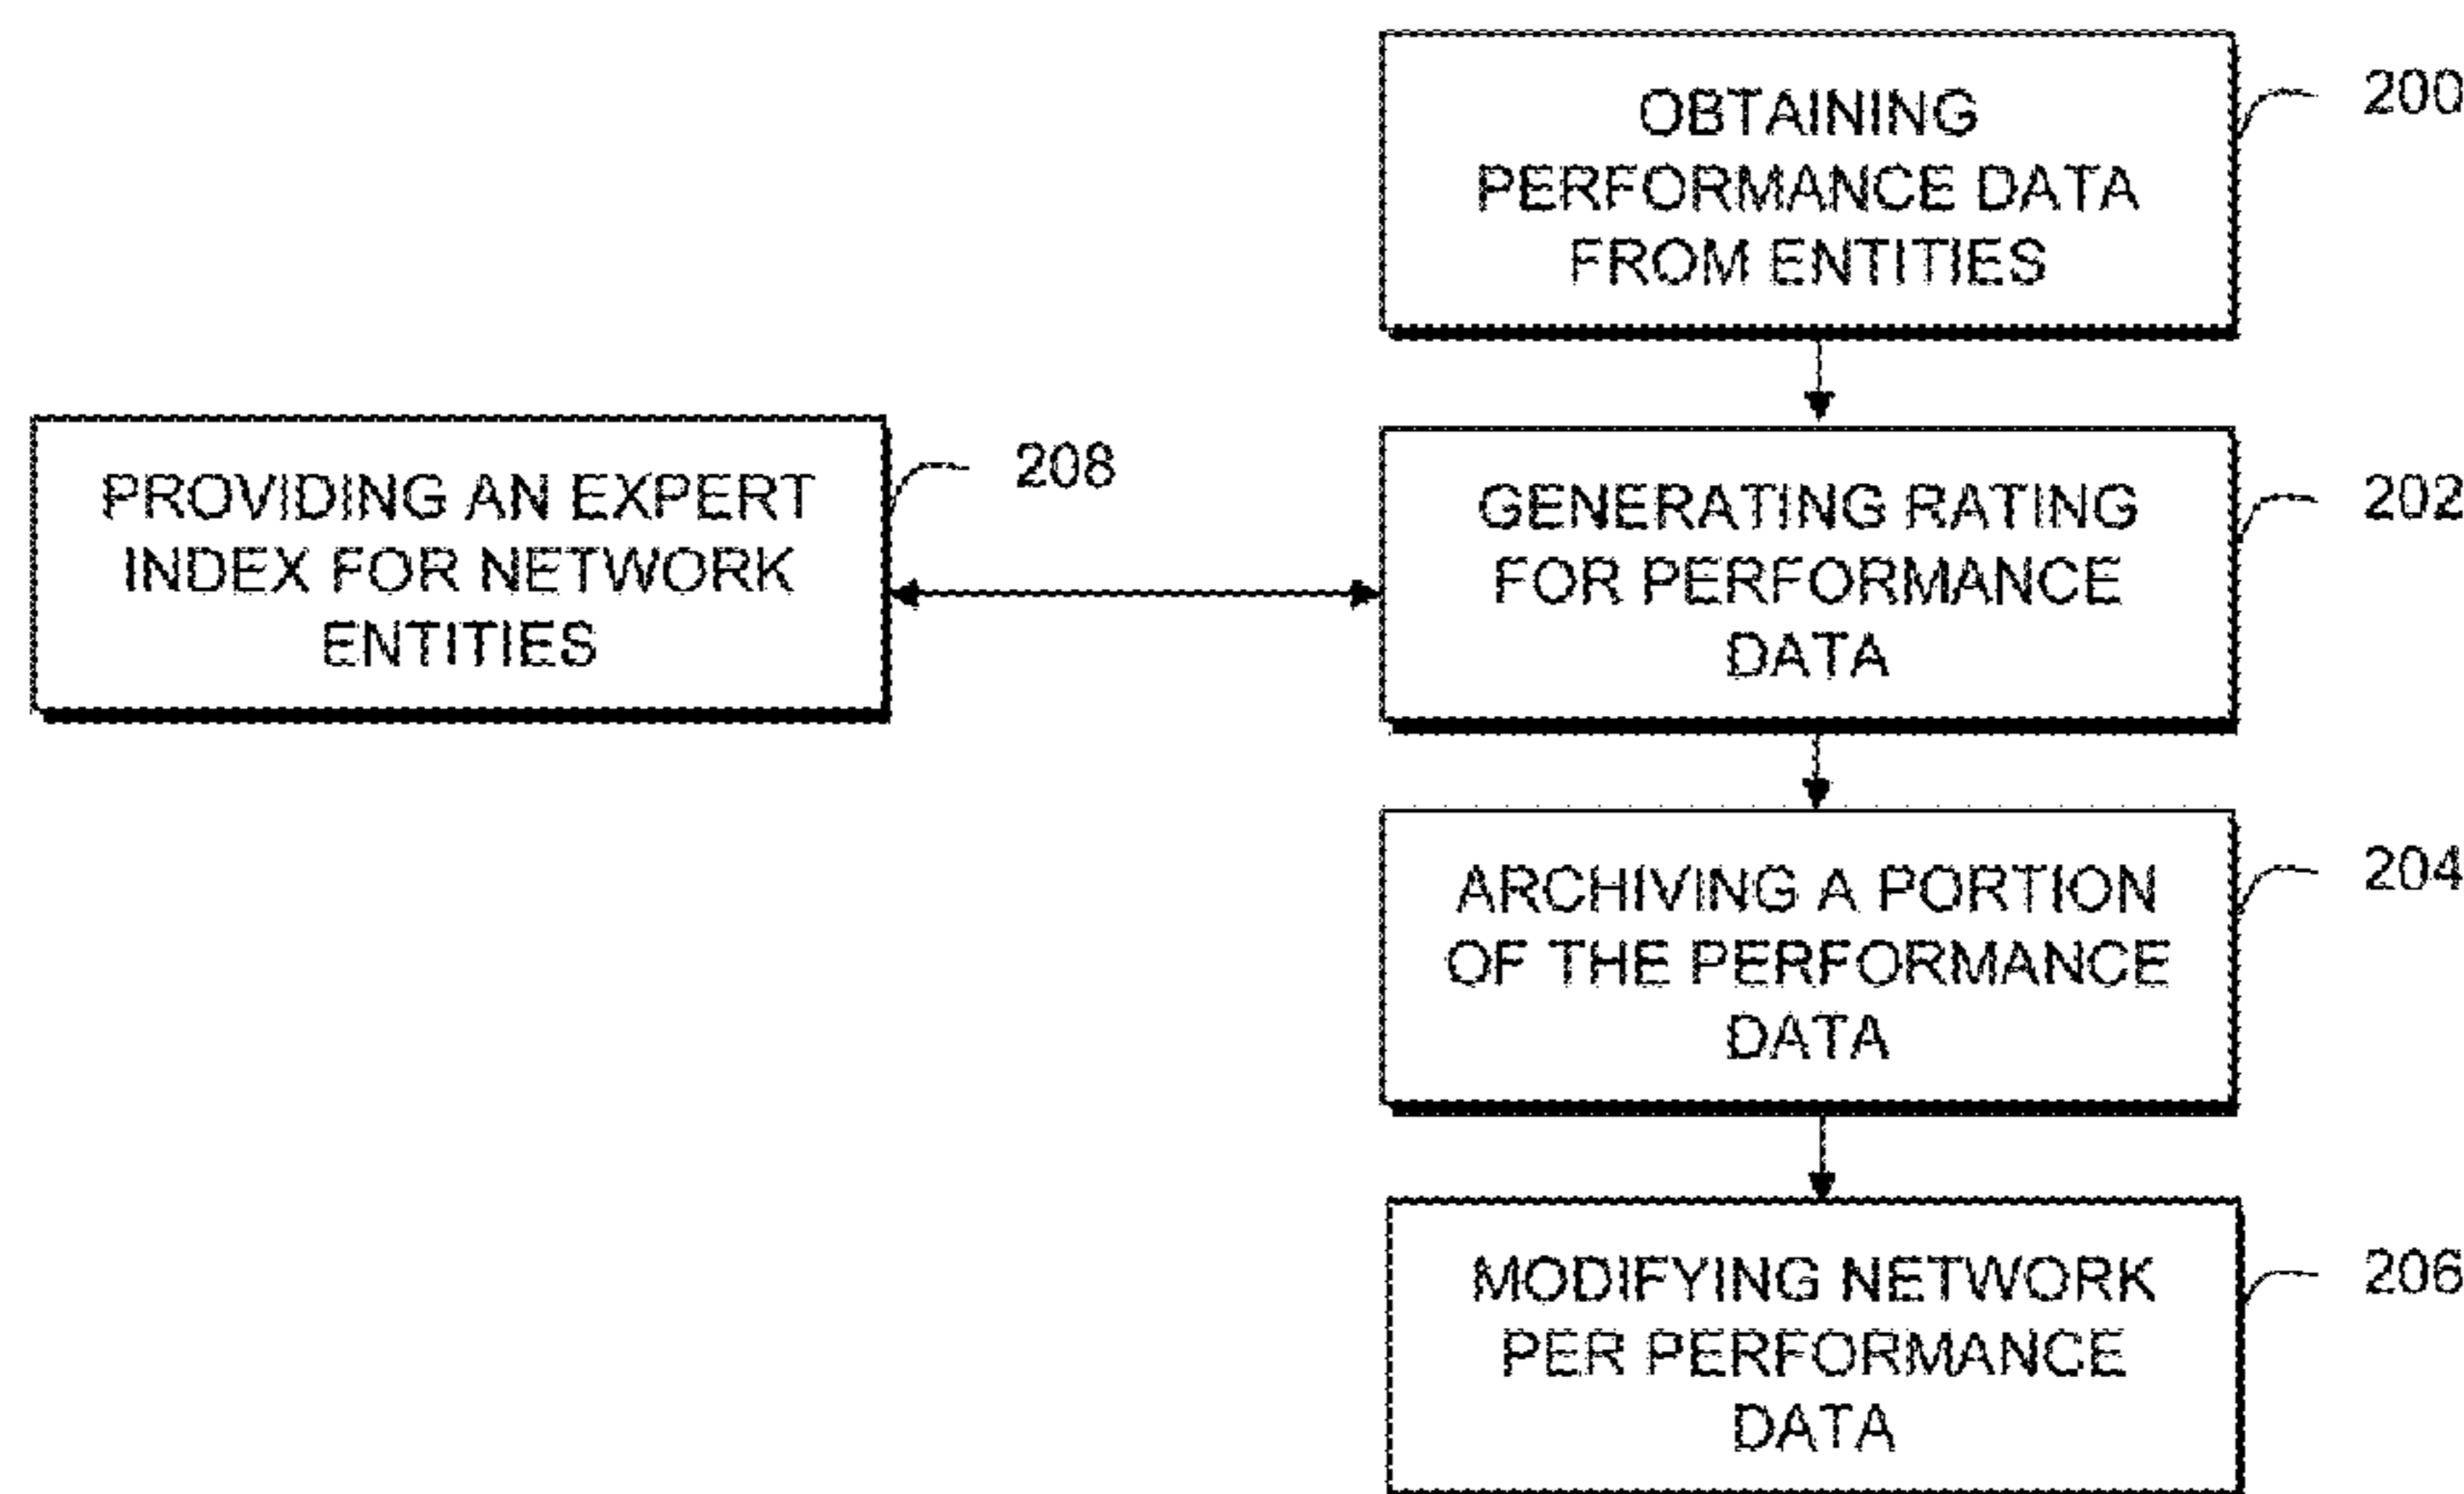 OBTAINING
PERFORMANCE DATA
FROM ENTITIES
200
PROVIDING AN EXPERT
INDEX FOR NETWORK
ENTITIES
208
GENERATING RATING
FOR PERFORMANCE
DATA
202
ARCHIVING A PORTION
OF THE PERFORMANCE
DATA
204
MODIFYING NETWORK
PER PERFORMANCE
DATA
206